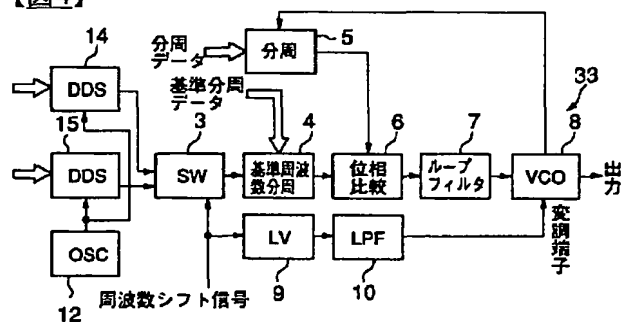 【図4】
14
DDS
15
DDS
OSC
12
分周
データ
分周
5
基準分周
データ
3
SW
4
基準周波
数分周
6
位相
比較
7
ループ
フィルタ
33
8
VCO
出力
変調端子
LV
9
LPF
10
周波数シフト信号